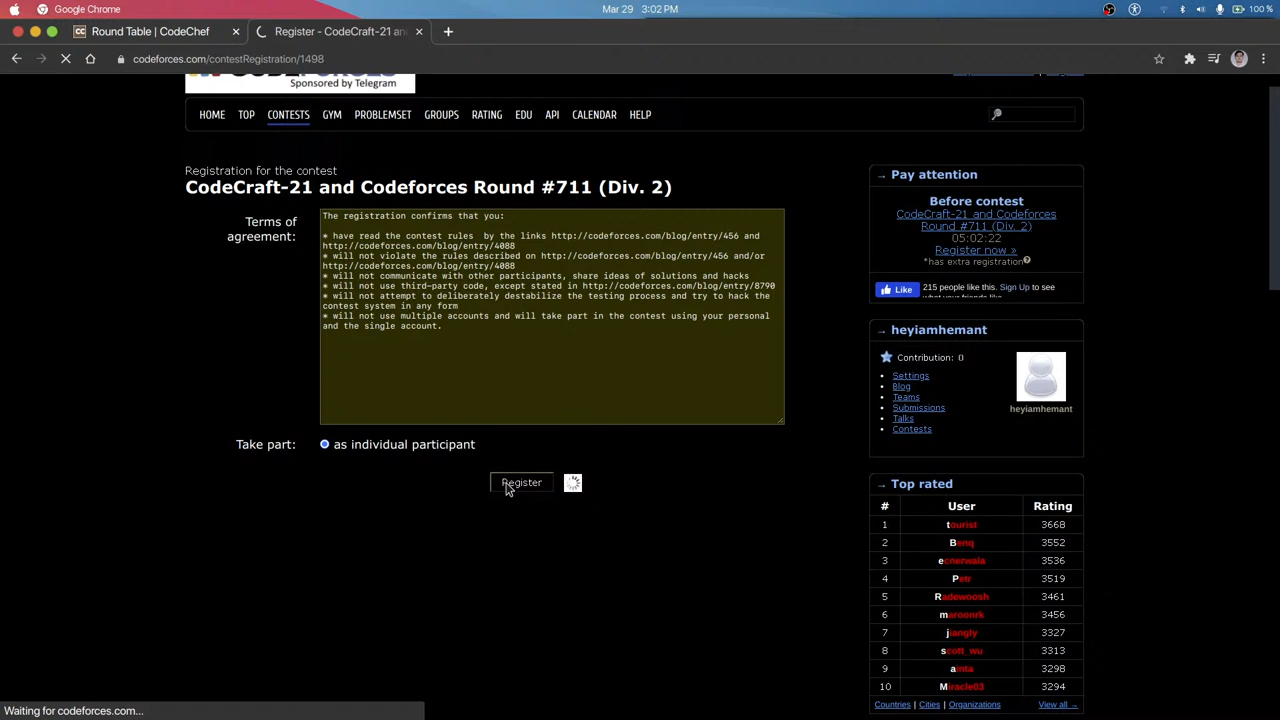 Google Chrome
Mar 29 3:02 PM
100 %
Round Table | CodeChef
Register - CodeCraft-21 an
codeforces.com/contestRegistration/1498
Sponsored by Telegram
HOME TOP CONTESTS GYM PROBLEMSET GROUPS RATING EDU API CALENDAR HELP
Registration for the contest
CodeCraft-21 and Codeforces Round #711 (Div. 2)
Terms of
agreement:
The registration confirms that you:
* have read the contest rules by the links http://codeforces.com/blog/entry/456 and
http://codeforces.com/blog/entry/4088
* will not violate the rules described on http://codeforces.com/blog/entry/456 and/or
http://codeforces.com/blog/entry/4088
* will not communicate with other participants, share ideas of solutions and hacks
* will not use third-party code, except stated in http://codeforces.com/blog/entry/8790
* will not attempt to deliberately destabilize the testing process and try to hack the
contest system in any form
* will not use multiple accounts and will take part in the contest using your personal
and the single account.
Take part: as individual participant
Register
→ Pay attention
Before contest
CodeCraft-21 and Codeforces
Round #711 (Div. 2)
05:02:22
Register now »
*has extra registration
Like 215 people like this. Sign Up to see
what your friends like.
→ heyiamhemant
Contribution: 0
Settings
Blog
Teams
Submissions
Talks
Contests
heyiamhemant
→ Top rated
# User Rating
1 tourist 3668
2 Benq 3552
3 ecnerwala 3536
4 Petr 3519
5 Radewoosh 3461
6 maroonrk 3456
7 jiangly 3327
8 scott_wu 3313
9 ainta 3298
10 Miracle03 3294
Countries | Cities | Organizations View all →
Waiting for codeforces.com...